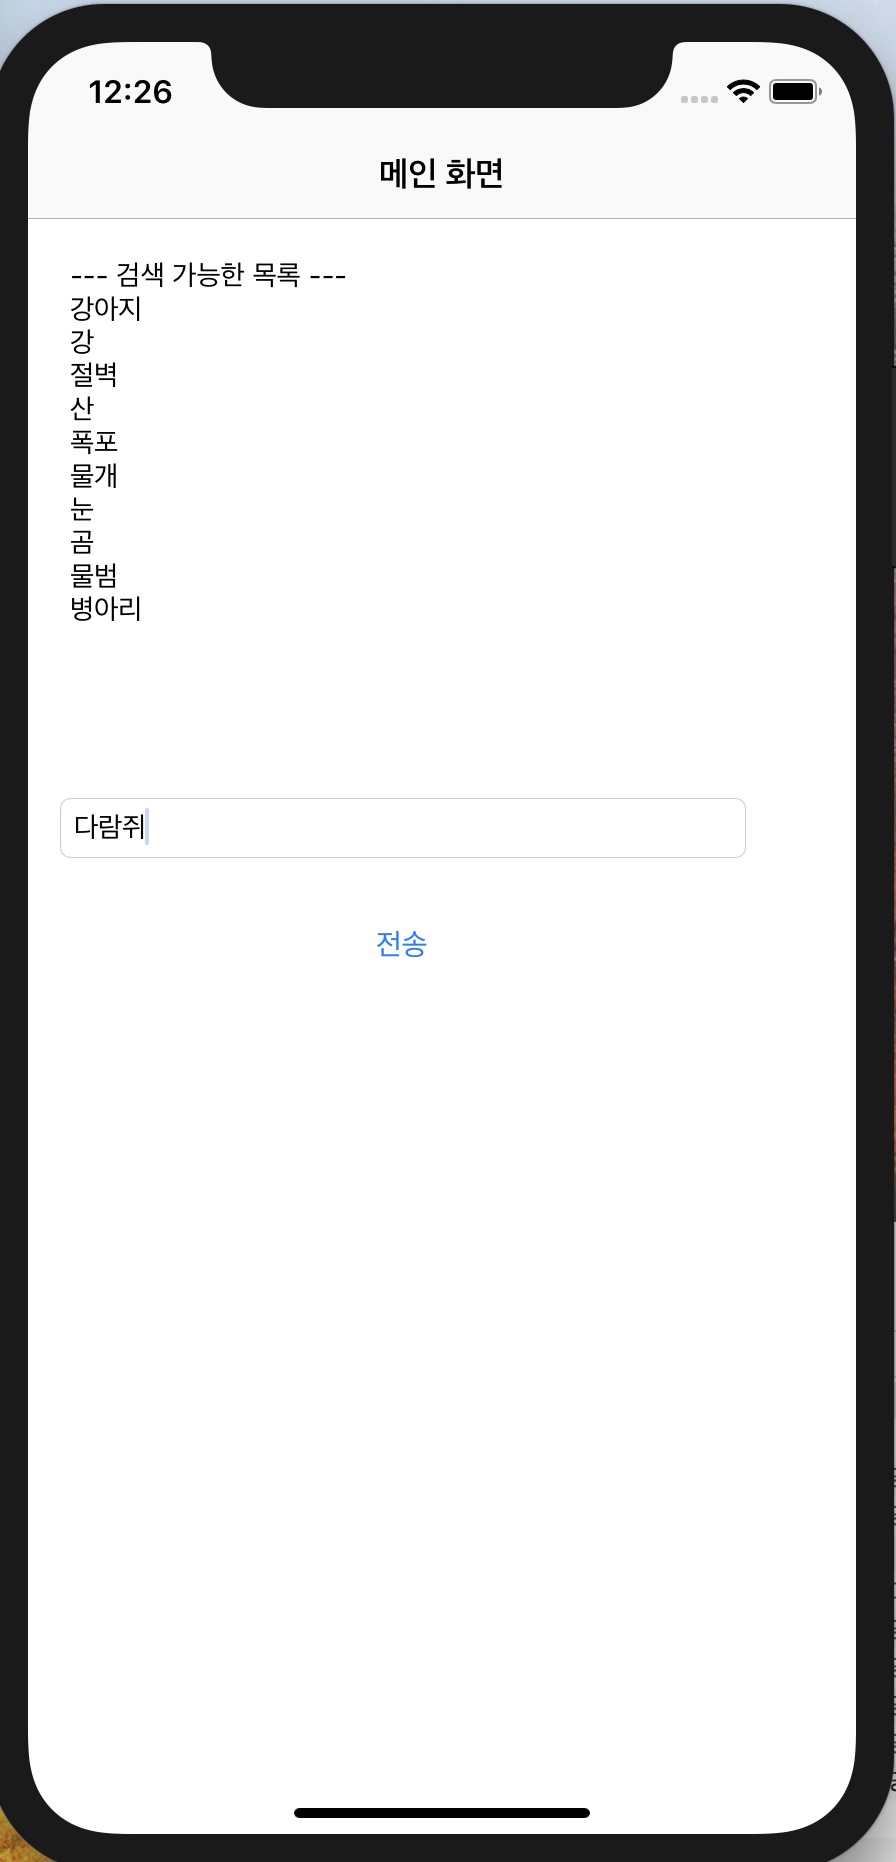 12:26
메인 화면
--- 검색 가능한 목록 ---
강아지
강
절벽
산
폭포
물개
눈
곰
물범
병아리
다람쥐
전송